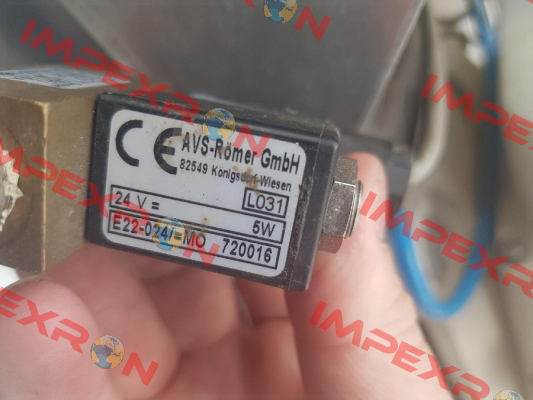 CE AVS-Römer GmbH
82549 Königsdorf-Wiesen
L031
24 V = 5W
E22-024/=MO 720016
IMPEXRON
IMPEXRON
IMPEXRON
IMPEXRON
IMPEXRON
IMPEXRON